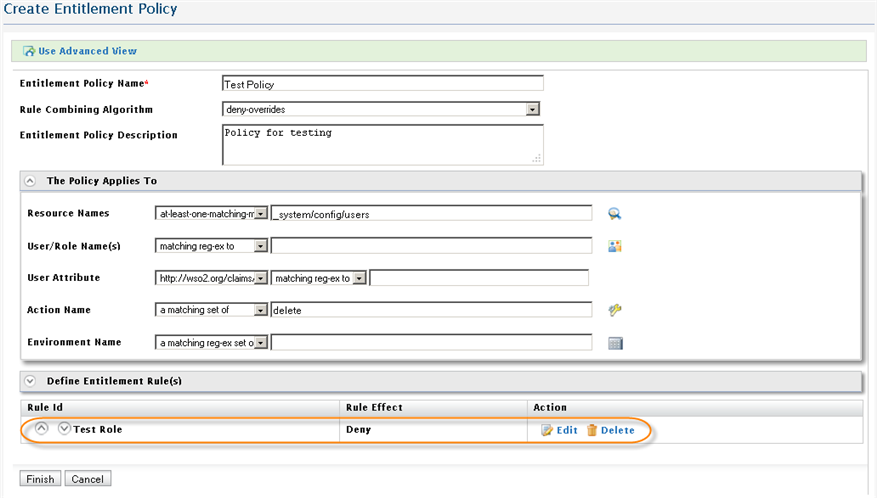 Create Entitlement Policy
Use Advanced View
Entitlement Policy Name* Test Policy
Rule Combining Algorithm deny-overrides
Entitlement Policy Description Policy for testing
The Policy Applies To
Resource Names at-least-one-matching-m _system/config/users
User/Role Name(s) matching reg-ex to
User Attribute http://wso2.org/claims/ matching reg-ex to
Action Name a matching set of delete
Environment Name a matching reg-ex set o
Define Entitlement Rule(s)
Rule Id Rule Effect Action
Test Role Deny Edit Delete
Finish Cancel